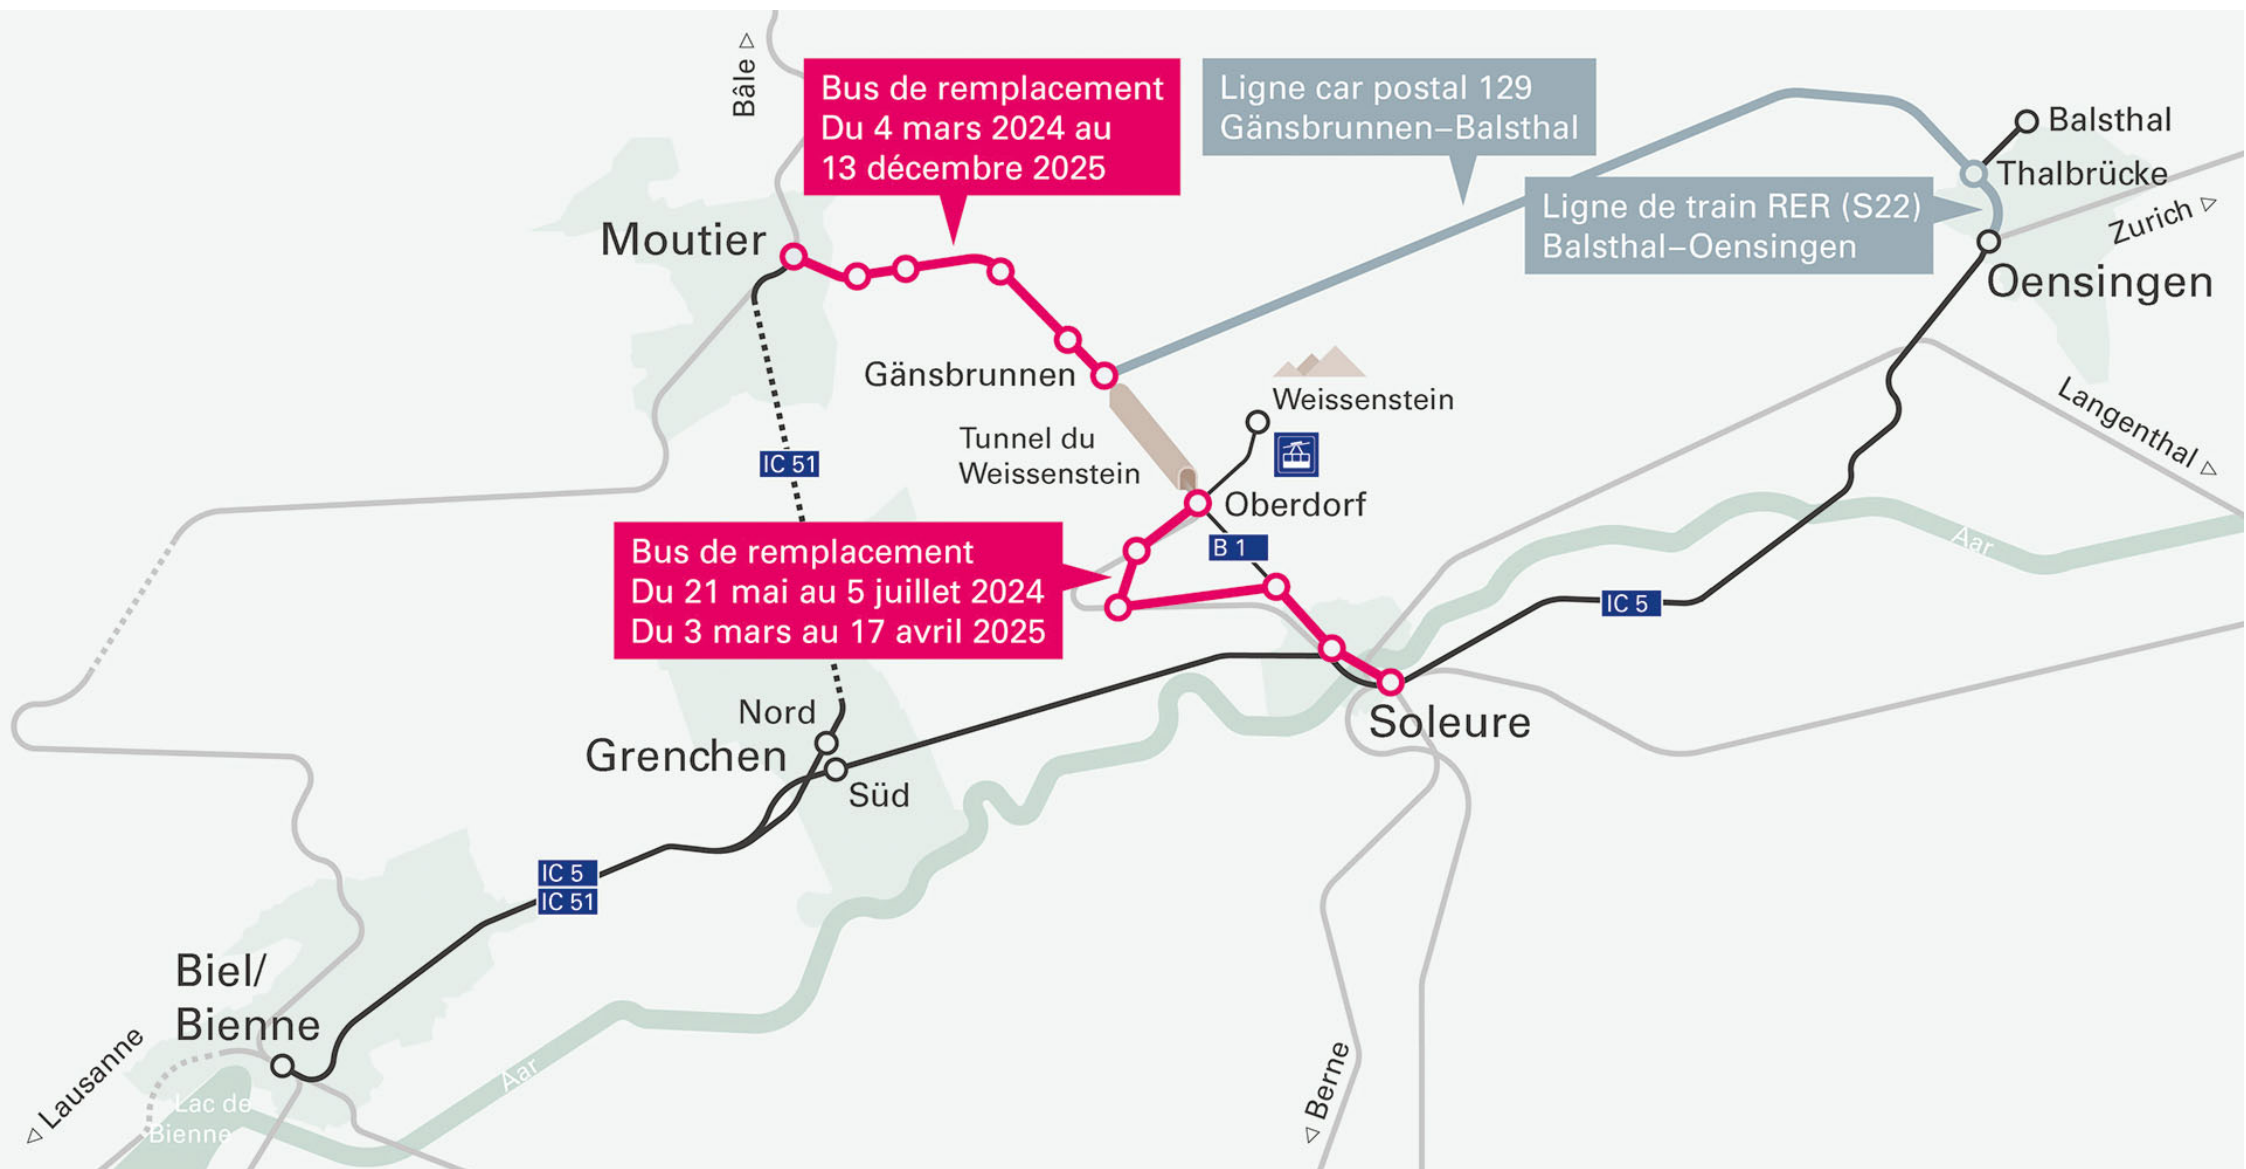 Bâle
Bus de remplacement
Du 4 mars 2024 au
13 décembre 2025
Ligne car postal 129
Gänsbrunnen–Balsthal
Balsthal
Thalbrücke
Ligne de train RER (S22)
Balsthal–Oensingen
Zurich
Oensingen
Moutier
Gänsbrunnen
Weissenstein
Langenthal
Tunnel du
Weissenstein
IC 51
Oberdorf
B 1
Aar
Bus de remplacement
Du 21 mai au 5 juillet 2024
Du 3 mars au 17 avril 2025
IC 5
Soleure
Nord
Grenchen
Süd
IC 5
IC 51
Biel/
Bienne
Lausanne
Aar
Berne
Lac de
Bienne